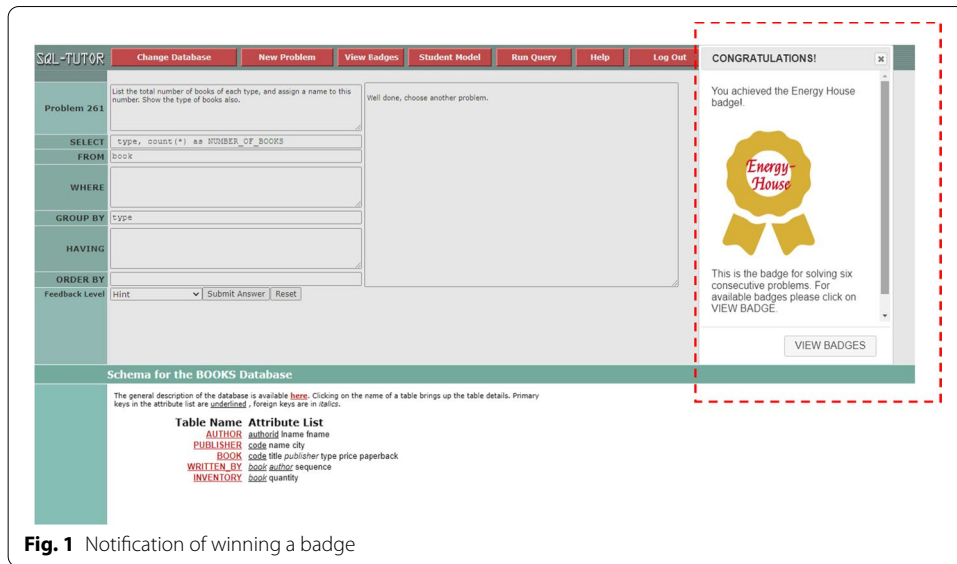 SQL-TUTOR
Change Database
New Problem
View Badges
Student Model
Run Query
Help
Log Out
Problem 261
List the total number of books of each type, and assign a name to this
number. Show the type of books also.
Well done, choose another problem.
SELECT
type, count(*) as NUMBER_OF_BOOKS
FROM
book
WHERE
GROUP BY
type
HAVING
ORDER BY
Feedback Level
Hint
Submit Answer
Reset
CONGRATULATIONS!
x
You achieved the Energy House
badge!.
Energy-
House
This is the badge for solving six
consecutive problems. For
available badges please click on
VIEW BADGE.
VIEW BADGES
Schema for the BOOKS Database
The general description of the database is available here. Clicking on the name of a table brings up the table details. Primary
keys in the attribute list are underlined , foreign keys are in italics.
Table Name Attribute List
AUTHOR authorid lname fname
PUBLISHER code name city
BOOK code title publisher type price paperback
WRITTEN_BY book author sequence
INVENTORY book quantity
Fig. 1 Notification of winning a badge